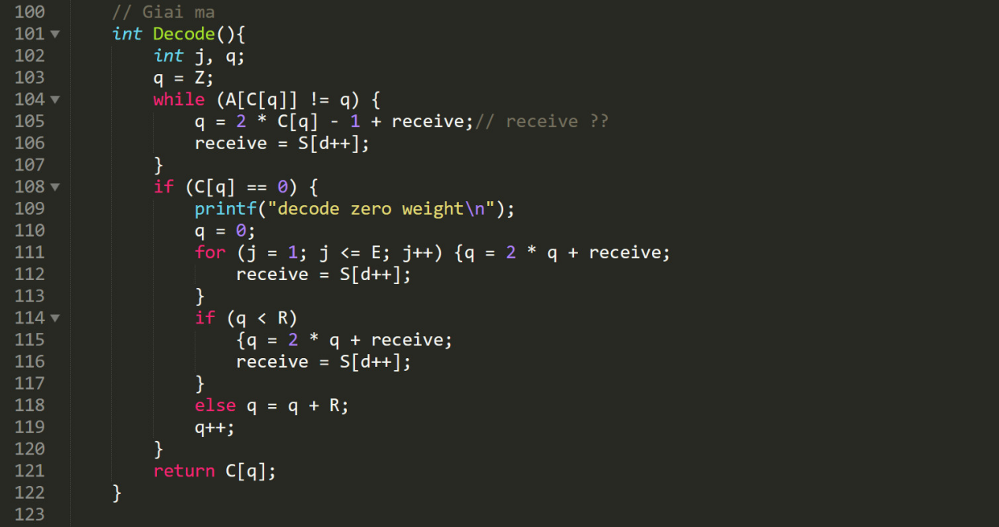 100 // Giai ma
101 int Decode(){
102 int j, q;
103 q = Z;
104 while (A[C[q]] != q) {
105 q = 2 * C[q] - 1 + receive;// receive ??
106 receive = S[d++];
107 }
108 if (C[q] == 0) {
109 printf("decode zero weight\n");
110 q = 0;
111 for (j = 1; j <= E; j++) {q = 2 * q + receive;
112 receive = S[d++];
113 }
114 if (q < R)
115 {q = 2 * q + receive;
116 receive = S[d++];
117 }
118 else q = q + R;
119 q++;
120 }
121 return C[q];
122 }
123